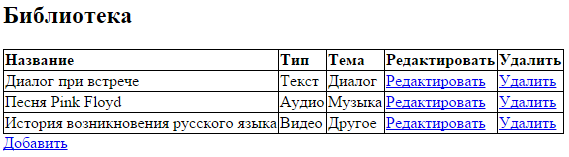 Библиотека
Название Тип Тема Редактировать Удалить
Диалог при встрече Текст Диалог Редактировать Удалить
Песня Pink Floyd Аудио Музыка Редактировать Удалить
История возникновения русского языка Видео Другое Редактировать Удалить
Добавить